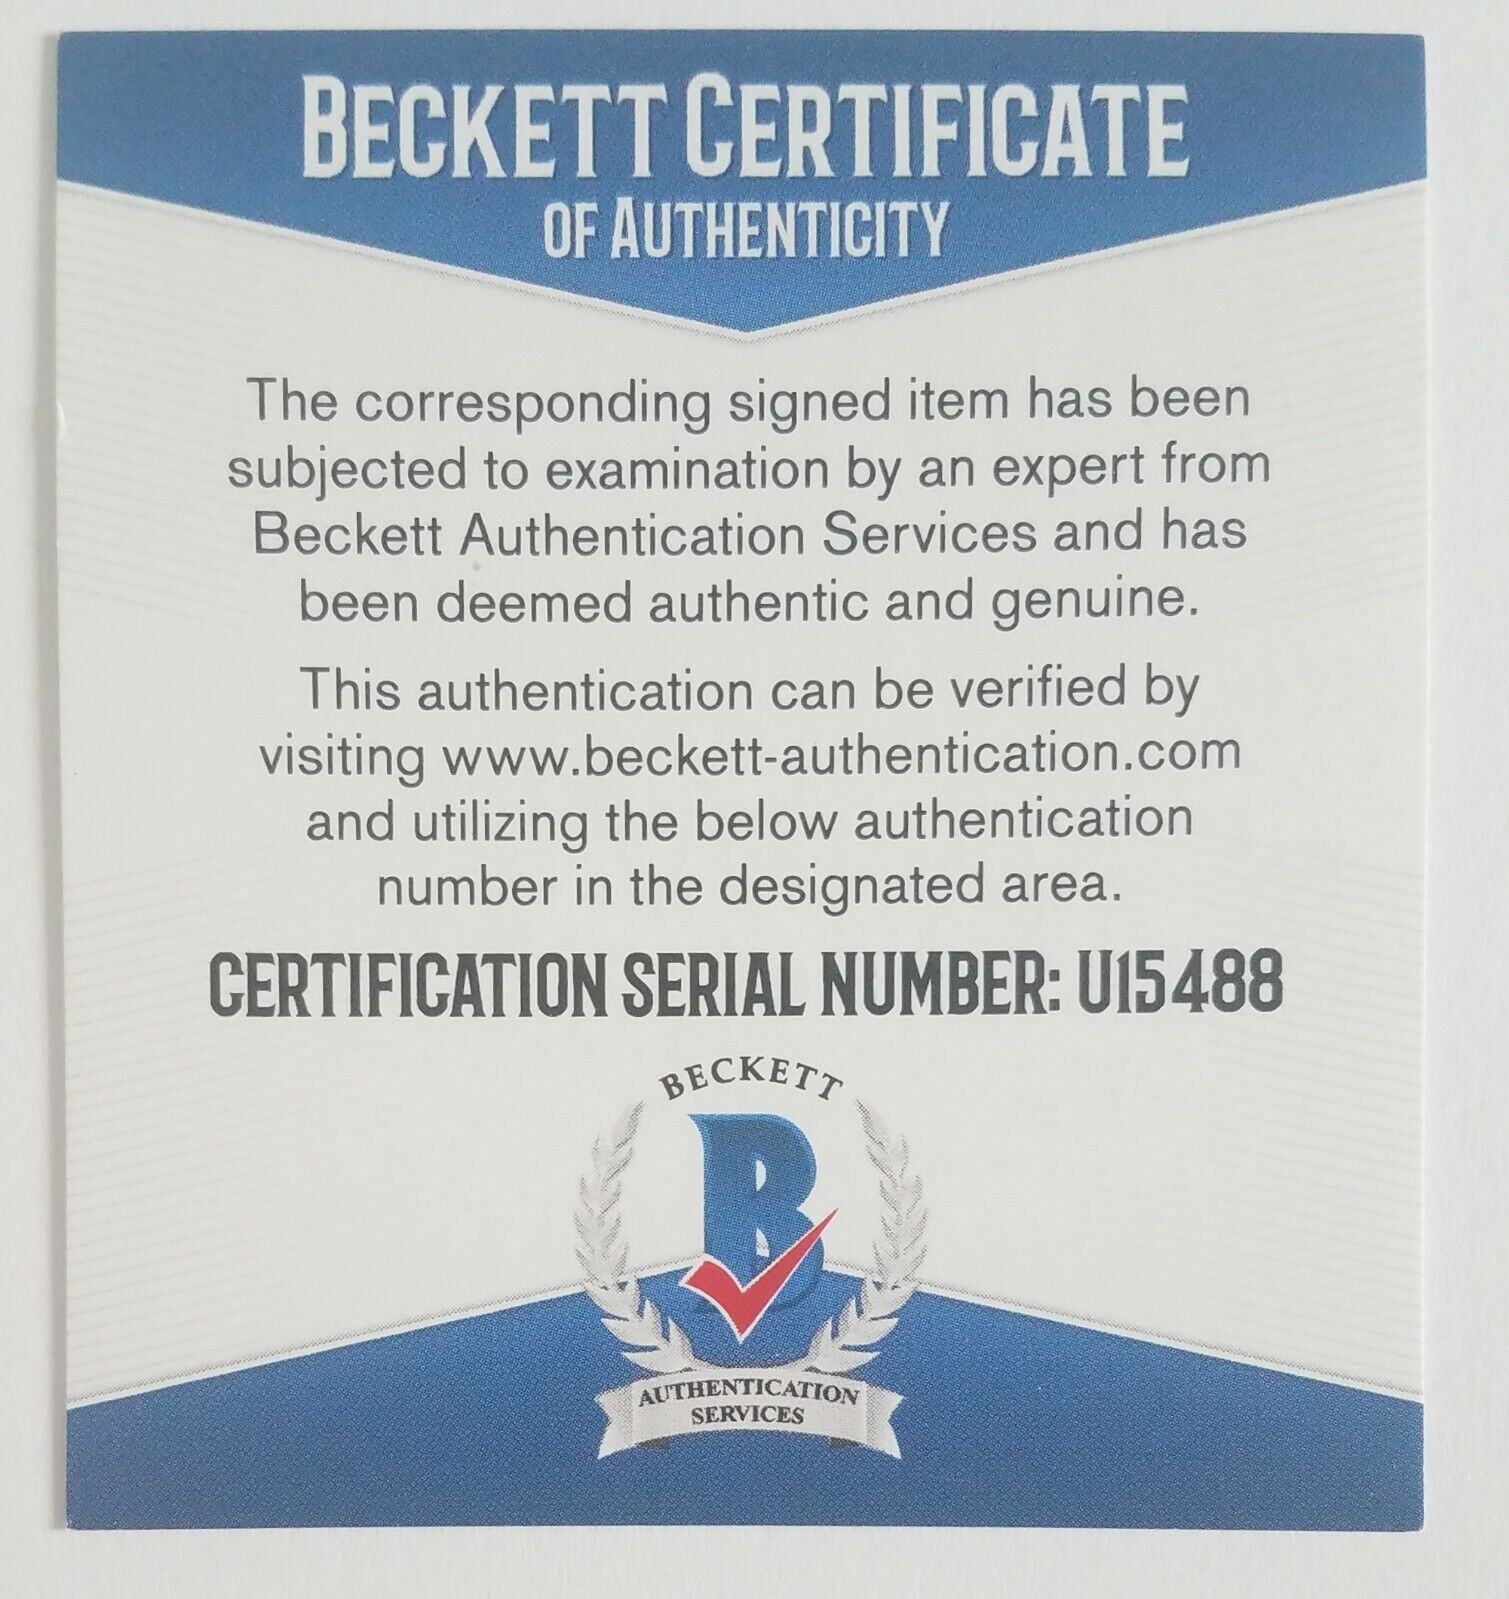 BECKETT CERTIFICATE
OF AUTHENTICITY
The corresponding signed item has been
subjected to examination by an expert from
Beckett Authentication Services and has
been deemed authentic and genuine.
This authentication can be verified by
visiting www.beckett-authentication.com
and utilizing the below authentication
number in the designated area.
CERTIFICATION SERIAL NUMBER: U15488
BECKETT
B
AUTHENTICATION
SERVICES